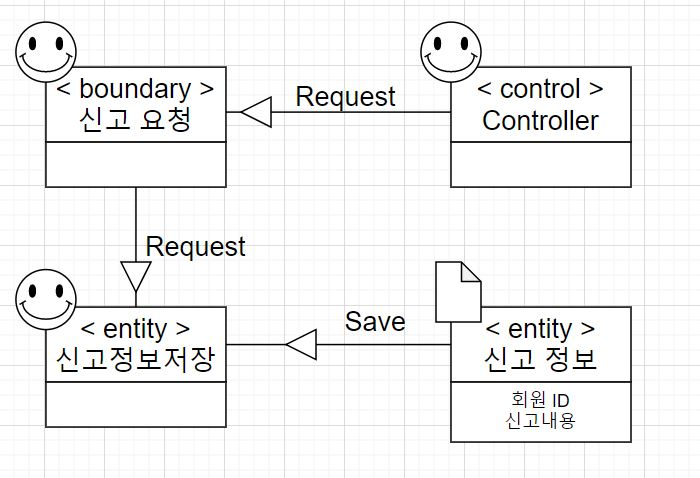 < boundary >
신고 요청
Request
< control >
Controller
Request
< entity >
신고정보저장
Save
< entity >
신고 정보
회원 ID
신고내용